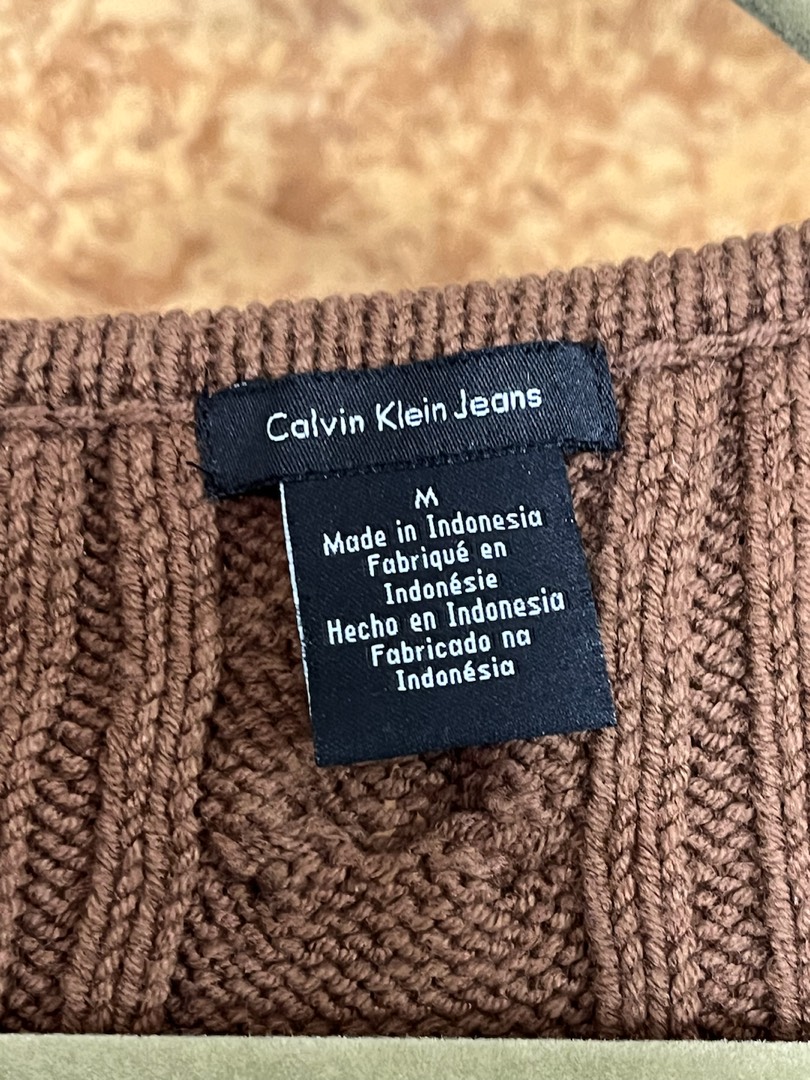 Calvin Klein Jeans
M
Made in Indonesia
Fabriqué en
Indonésie
Hecho en Indonesia
Fabricado na
Indonésia